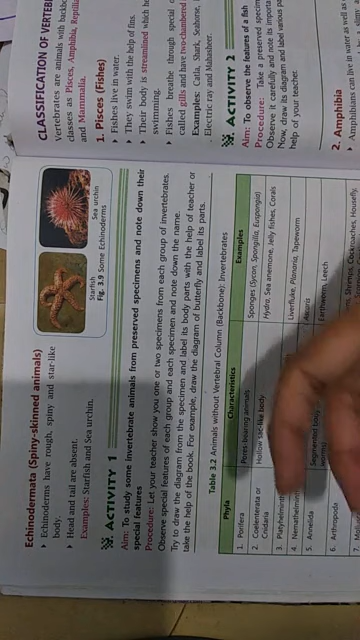 Echinodermata (Spiny-skinned animals)
Echinoderms have rough, spiny and star-like
body.
Head and tail are absent.
Examples: Starfish and Sea urchin.
Starfish
Sea urchin
Fig. 3.9 Some Echinoderms
ACTIVITY 1
Aim: To study some invertebrate animals from preserved specimens and note down their
special features
Procedure: Let your teacher show you one or two specimens from each group of invertebrates.
Observe special features of each group and each specimen and note down the name.
Try to draw the diagram from the specimen and label its body parts with the help of teacher or
take the help of the book. For example, draw the diagram of butterfly and label its parts.
Table 3.2 Animals without Vertebral Column (Backbone): Invertebrates
Phyla Characteristics Examples
1. Porifera Pores-bearing animals Sponges (Sycon, Spongilla, Euspongia)
2. Coelenterata or Hollow sac-like body Hydra, Sea anemone, Jelly fishes, Corals
Cnidaria
3. Liverfluke, Planaria, Tapeworm
4. Ascaris
5. Annelida Segmented body Earthworm, Leech
6. Arthropoda Cockroaches, Housefly,
7.
CLASSIFICATION OF
Vertebrates are animals with
classes as Pisces, Amphibia,
and Mammalia.
1. Pisces (Fishes)
Fishes live in water.
They swim with the help of fins.
Their body is streamlined which
swimming.
Fishes breathe through special
called gills and have two-chambered
Examples: Catla, Shark, Seahorse,
Electric ray and
ACTIVITY 2
Aim: To observe the features of a fish
Procedure: Take a preserved
Observe it carefully and note its
Now, draw its diagram and label various
help of your teacher.
2. Amphibia
Amphibians can live in water as well as